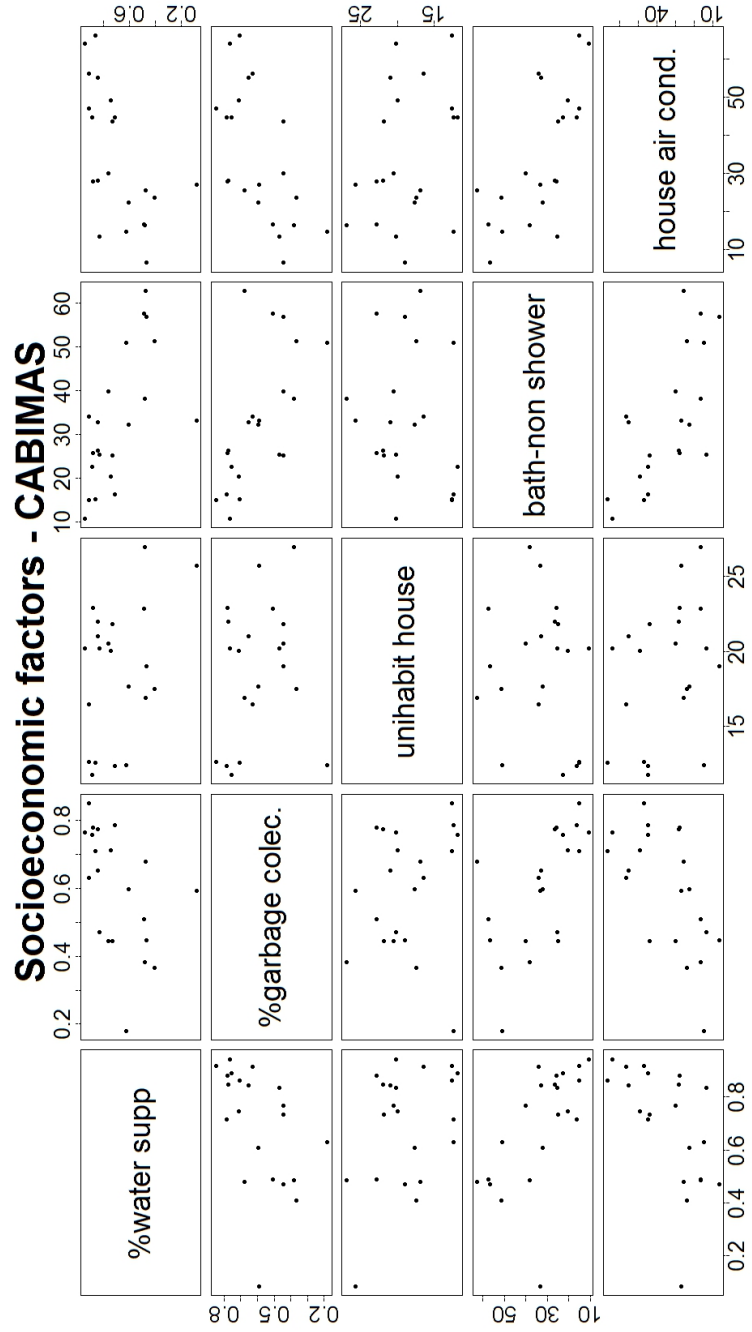 Socioeconomic factors - CABIMAS
0.2 0.4 0.6 0.8
10 20 30 40 50 60
%water supp
0.2 0.6
%garbage colec.
0.2 0.5 0.8
unihabit house
15 25
bath-non shower
10 30 50
house air cond.
10 40
0.2 0.4 0.6 0.8
15 20 25
10 30 50